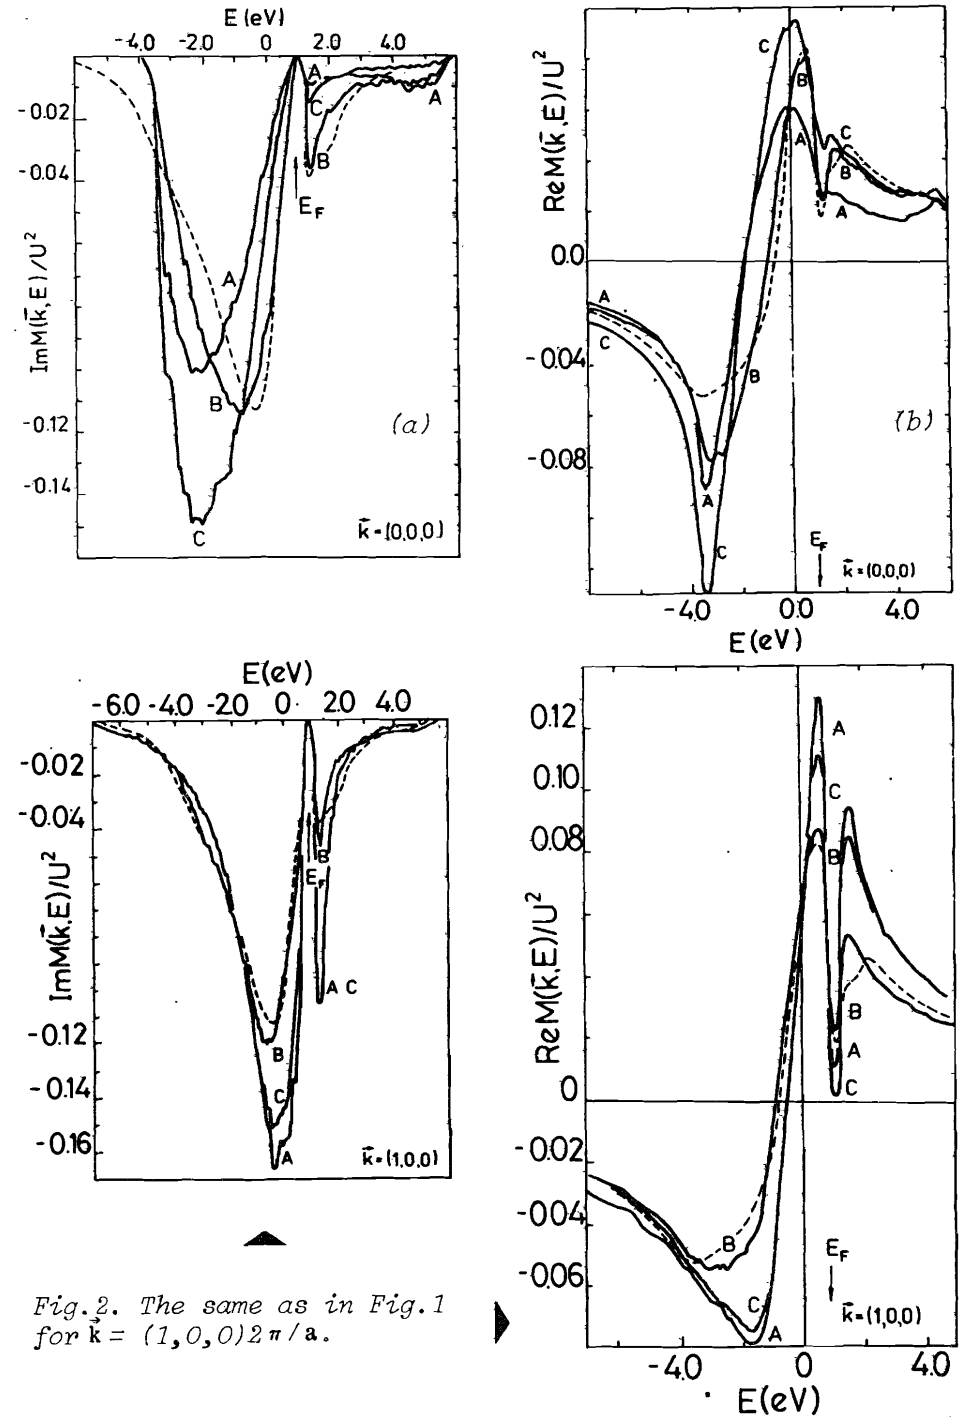 E (eV)
-4.0 -2.0 0 2.0 4.0
-0.02
-0.04
-0.12
-0.14
ImM(k⃗,E)/U²
A
C
B
A
E_F
A
B
C
(a)
k⃗=(0,0,0)
ReM(k⃗,E)/U²
0.0
-0.04
-0.08
C
B
A
C
B
A
A
C
B
A
C
(b)
E_F
k⃗=(0,0,0)
-4.0 0.0 4.0
E(eV)
E(eV)
-6.0 -4.0 -2.0 0 2.0 4.0
-0.02
-0.04
-0.12
-0.14
-0.16
ImM(k⃗,E)/U²
B
E_F
A C
B
C
A
k⃗=(1,0,0)
0.12
0.10
0.08
0
-0.02
-0.04
-0.06
ReM(k⃗,E)/U²
A
C
B
B
A
C
B
C
A
E_F
k⃗=(1,0,0)
-4.0 0 4.0
E(eV)
Fig.2. The same as in Fig.1
for k⃗ = (1,0,0)2π/a.